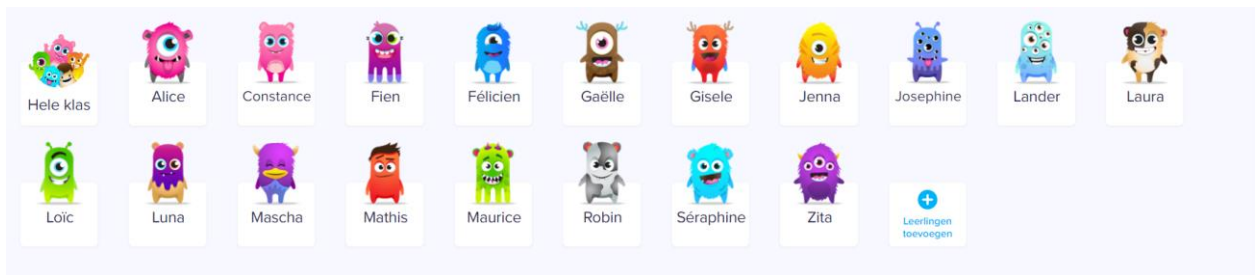 Hele klas Alice Constance Fien Félicien Gaëlle Gisele Jenna Josephine Lander Laura
Loïc Luna Mascha Mathis Maurice Robin Séraphine Zita Leerlingen
toevoegen